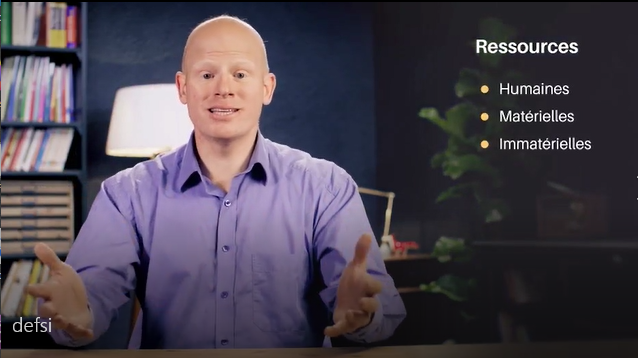 Ressources
Humaines
Matérielles
Immatérielles
defsi